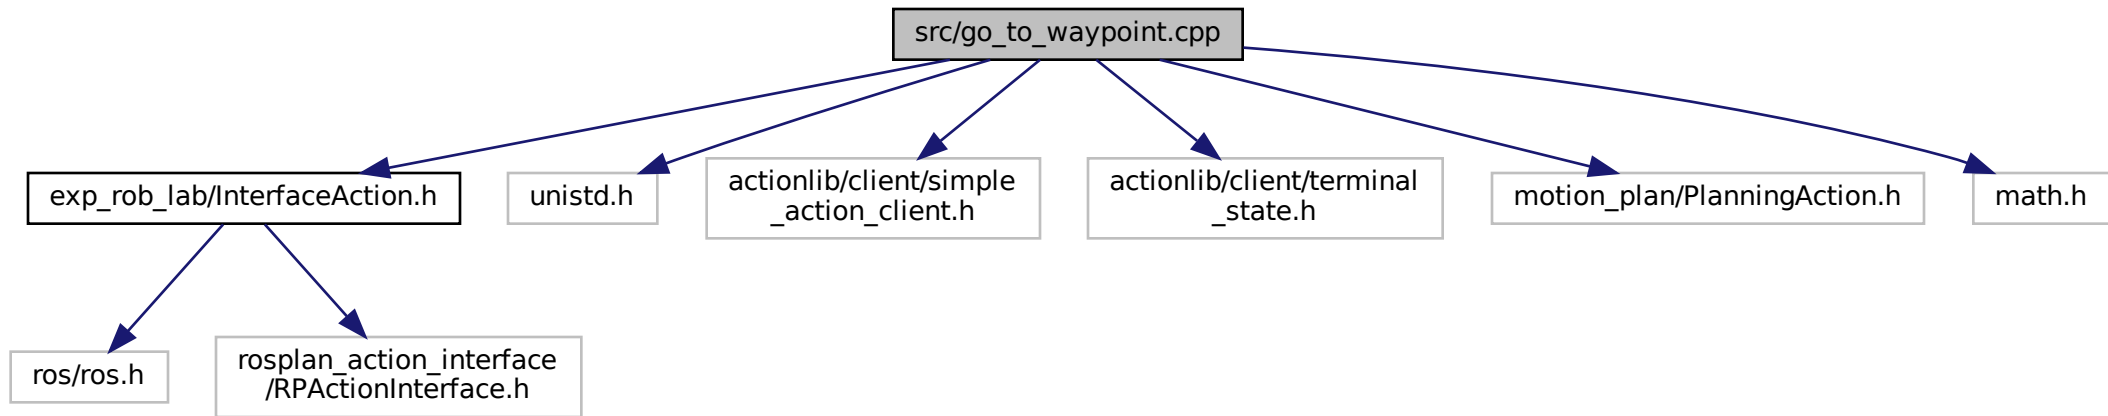 src/go_to_waypoint.cpp
exp_rob_lab/InterfaceAction.h
unistd.h
actionlib/client/simple
_action_client.h
actionlib/client/terminal
_state.h
motion_plan/PlanningAction.h
math.h
ros/ros.h
rosplan_action_interface
/RPActionInterface.h